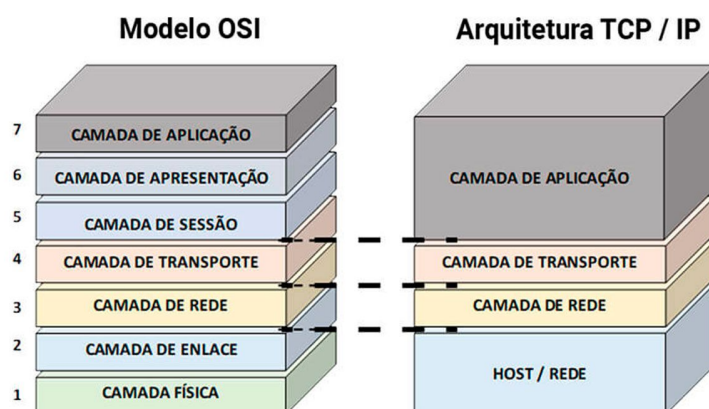 Modelo OSI
7 CAMADA DE APLICAÇÃO
6 CAMADA DE APRESENTAÇÃO
5 CAMADA DE SESSÃO
4 CAMADA DE TRANSPORTE
3 CAMADA DE REDE
2 CAMADA DE ENLACE
1 CAMADA FÍSICA
Arquitetura TCP / IP
CAMADA DE APLICAÇÃO
CAMADA DE TRANSPORTE
CAMADA DE REDE
HOST / REDE